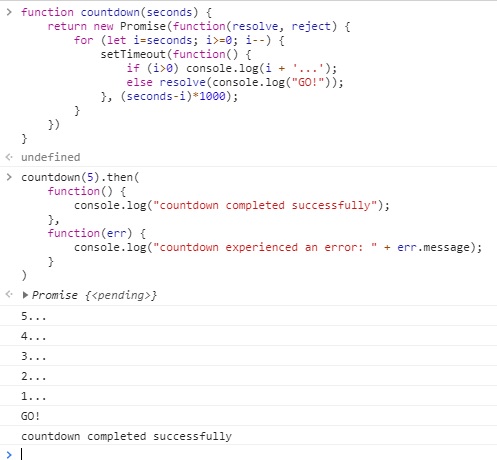 > function countdown(seconds) {
return new Promise(function(resolve, reject) {
for (let i=seconds; i>=0; i--) {
setTimeout(function() {
if (i>0) console.log(i + '...');
else resolve(console.log("GO!"));
}, (seconds-i)*1000);
}
})
}
undefined
> countdown(5).then(
function() {
console.log("countdown completed successfully");
},
function(err) {
console.log("countdown experienced an error: " + err.message);
}
)
Promise {<pending>}
5...
4...
3...
2...
1...
GO!
countdown completed successfully
>